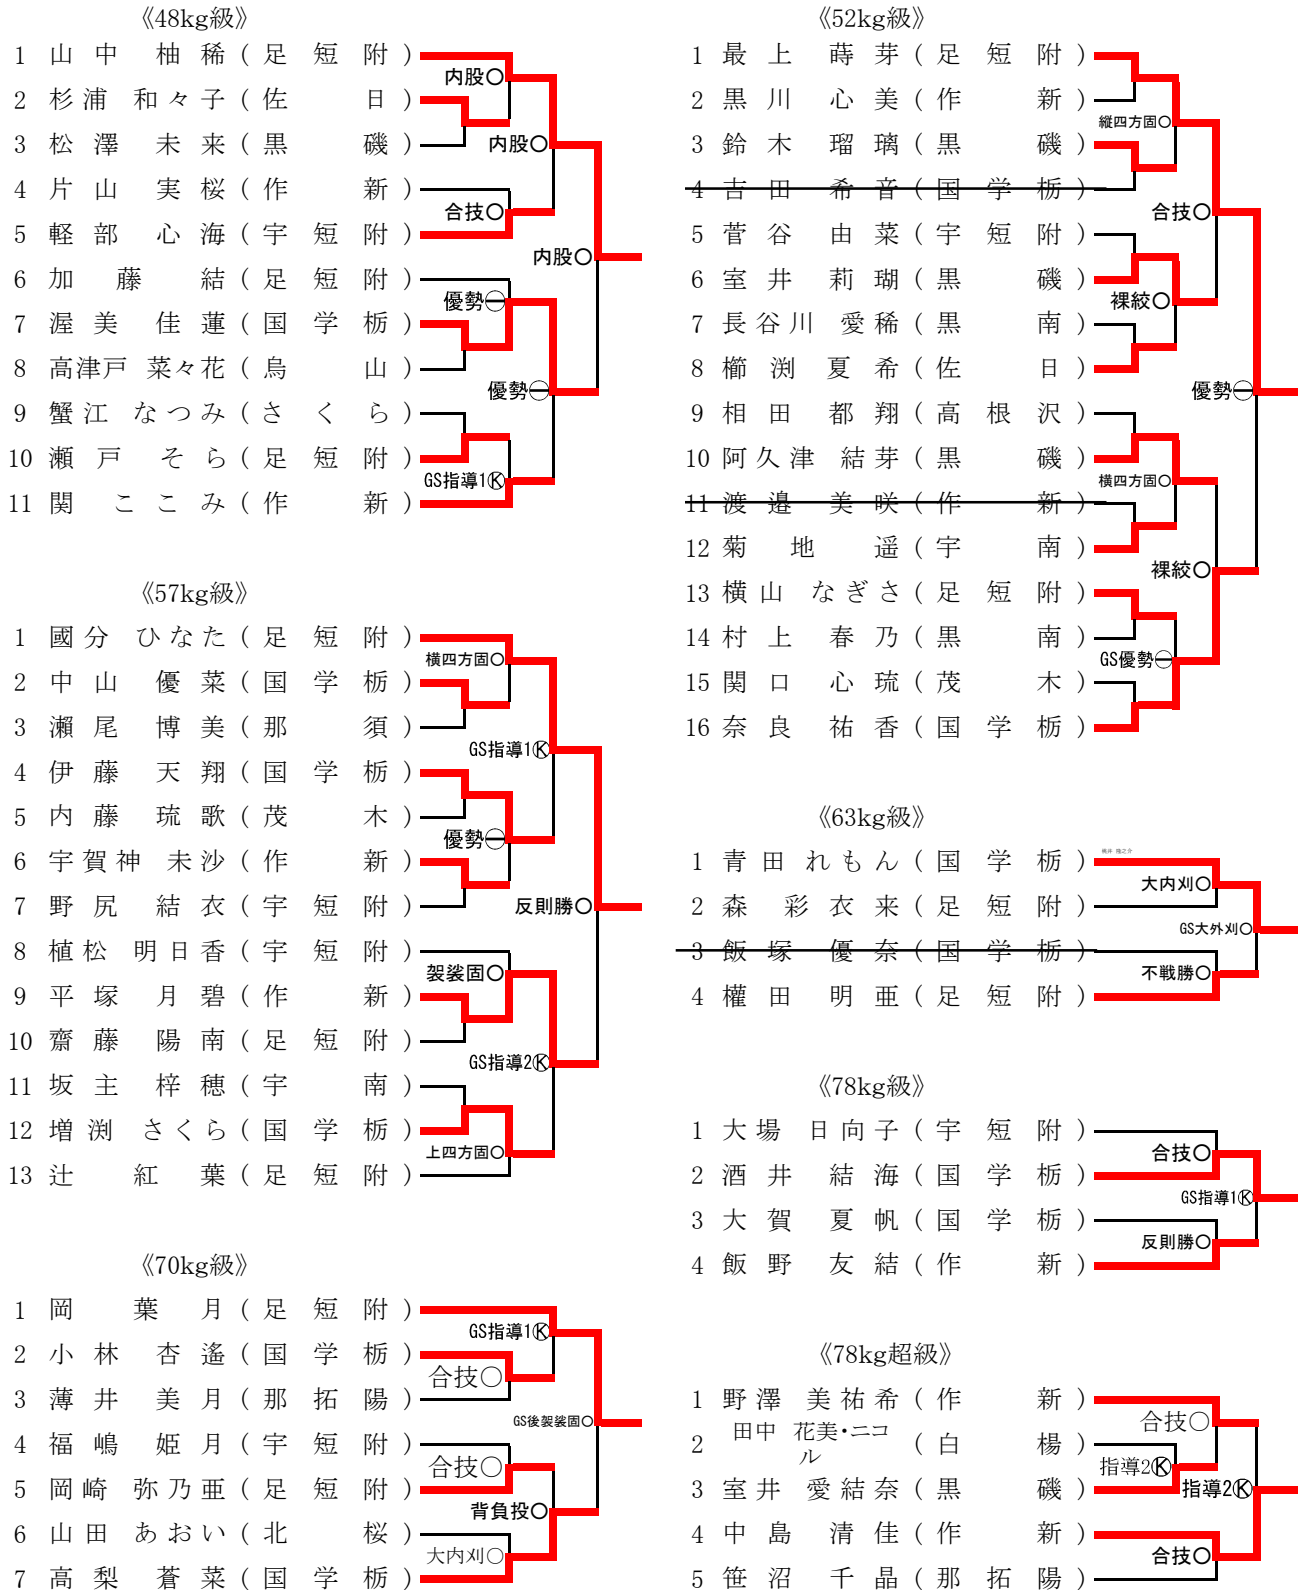 《48kg級》
1 山中 柚稀(足短附)
2 杉浦 和々子(佐日)
3 松澤 未来(黒磯)
4 片山 実桜(作新)
5 軽部 心海(宇短附)
6 加藤 結(足短附)
7 渥美 佳蓮(国学栃)
8 高津戸 菜々花(烏山)
9 蟹江 なつみ(さくら)
10 瀬戸 そら(足短附)
11 関 ここみ(作新)
内股○
内股○
合技○
内股○
優勢㊀
優勢㊀
GS指導1Ⓚ
《52kg級》
1 最上 蒔芽(足短附)
2 黒川 心美(作新)
3 鈴木 瑠璃(黒磯)
4 吉田 希音(国学栃)
5 菅谷 由菜(宇短附)
6 室井 莉瑚(黒磯)
7 長谷川 愛稀(黒南)
8 櫛渕 夏希(佐日)
9 相田 都翔(高根沢)
10 阿久津 結芽(黒磯)
11 渡邉 美咲(作新)
12 菊地 遥(宇南)
13 横山 なぎさ(足短附)
14 村上 春乃(黒南)
15 関口 心琉(茂木)
16 奈良 祐香(国学栃)
縦四方固○
合技○
裸絞○
優勢㊀
横四方固○
裸絞○
GS優勢㊀
《57kg級》
1 國分 ひなた(足短附)
2 中山 優菜(国学栃)
3 瀬尾 博美(那須)
4 伊藤 天翔(国学栃)
5 内藤 琉歌(茂木)
6 宇賀神 未沙(作新)
7 野尻 結衣(宇短附)
8 植松 明日香(宇短附)
9 平塚 月碧(作新)
10 齋藤 陽南(足短附)
11 坂主 梓穂(宇南)
12 増渕 さくら(国学栃)
13 辻 紅葉(足短附)
横四方固○
GS指導1Ⓚ
優勢㊀
反則勝○
袈裟固○
GS指導2Ⓚ
上四方固○
《63kg級》
1 青田 れもん(国学栃)
2 森 彩衣来(足短附)
3 飯塚 優奈(国学栃)
4 權田 明亜(足短附)
大内刈○
GS大外刈○
不戦勝○
《78kg級》
1 大場 日向子(宇短附)
2 酒井 結海(国学栃)
3 大賀 夏帆(国学栃)
4 飯野 友結(作新)
合技○
GS指導1Ⓚ
反則勝○
《70kg級》
1 岡 葉月(足短附)
2 小林 杏遙(国学栃)
3 薄井 美月(那拓陽)
4 福嶋 姫月(宇短附)
5 岡崎 弥乃亜(足短附)
6 山田 あおい(北桜)
7 高梨 蒼菜(国学栃)
GS指導1Ⓚ
合技○
GS後袈裟固○
合技○
背負投○
大内刈○
《78kg超級》
1 野澤 美祐希(作新)
2 田中 花美・ニコル(白楊)
3 室井 愛結奈(黒磯)
4 中島 清佳(作新)
5 笹沼 千晶(那拓陽)
合技○
指導2Ⓚ
指導2Ⓚ
合技○